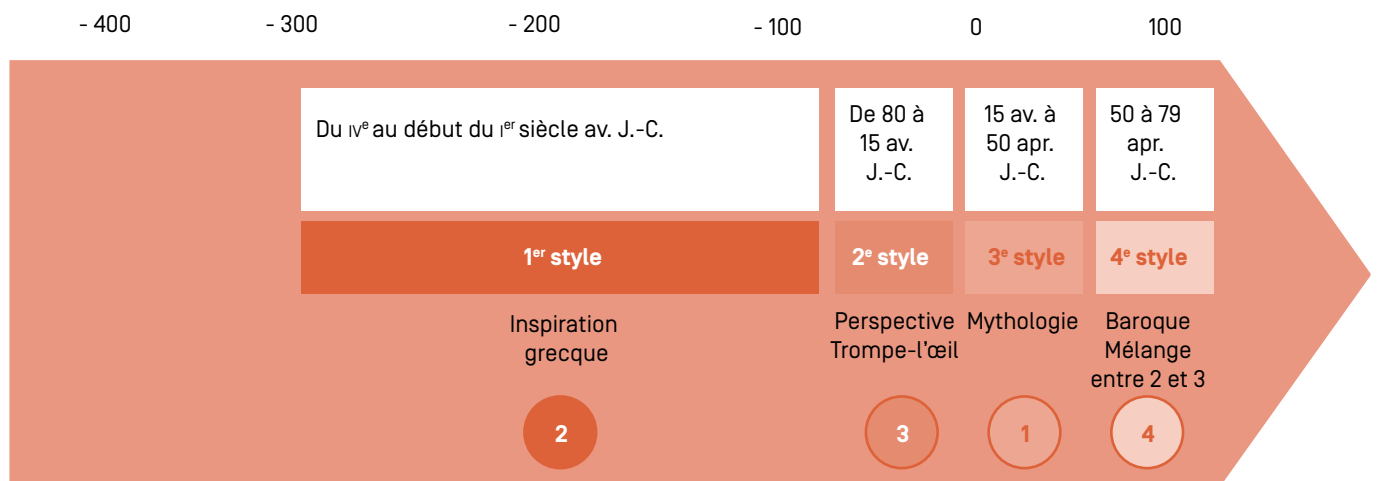 - 400 - 300 - 200 - 100 0 100
Du IVᵉ au début du Iᵉʳ siècle av. J.-C.
De 80 à
15 av.
J.-C.
15 av. à
50 apr.
J.-C.
50 à 79
apr.
J.-C.
1ᵉʳ style
2ᵉ style
3ᵉ style
4ᵉ style
Inspiration
grecque
Perspective
Trompe-l'œil
Mythologie
Baroque
Mélange
entre 2 et 3
2
3
1
4